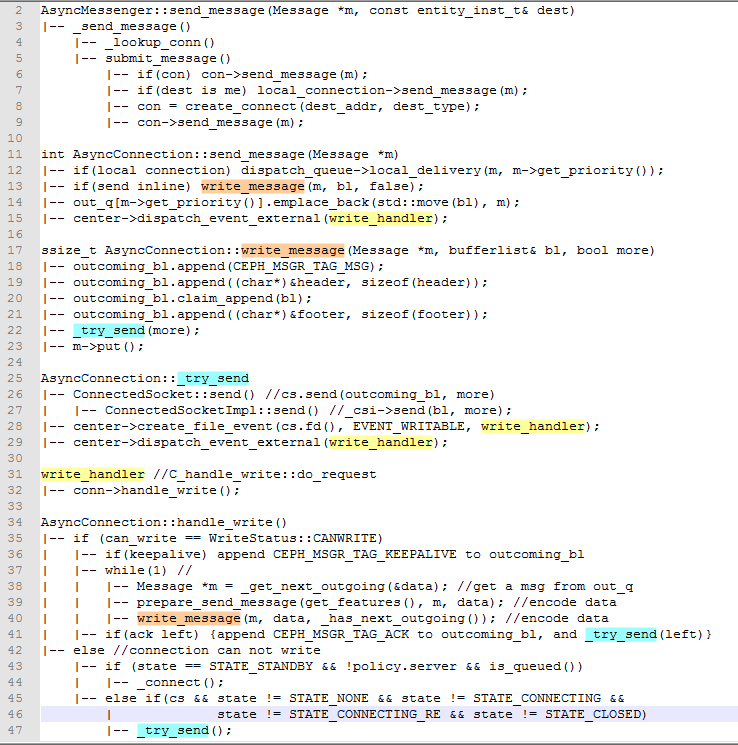 2 AsyncMessenger::send_message(Message *m, const entity_inst_t& dest)
3 |-- _send_message()
4     |-- _lookup_conn()
5     |-- submit_message()
6         |-- if(con) con->send_message(m);
7         |-- if(dest is me) local_connection->send_message(m);
8         |-- con = create_connect(dest_addr, dest_type);
9         |-- con->send_message(m);
10
11 int AsyncConnection::send_message(Message *m)
12 |-- if(local connection) dispatch_queue->local_delivery(m, m->get_priority());
13 |-- if(send inline) write_message(m, bl, false);
14 |-- out_q[m->get_priority()].emplace_back(std::move(bl), m);
15 |-- center->dispatch_event_external(write_handler);
16
17 ssize_t AsyncConnection::write_message(Message *m, bufferlist& bl, bool more)
18 |-- outcoming_bl.append(CEPH_MSGR_TAG_MSG);
19 |-- outcoming_bl.append((char*)&header, sizeof(header));
20 |-- outcoming_bl.claim_append(bl);
21 |-- outcoming_bl.append((char*)&footer, sizeof(footer));
22 |-- _try_send(more);
23 |-- m->put();
24
25 AsyncConnection::_try_send
26 |-- ConnectedSocket::send() //cs.send(outcoming_bl, more)
27 |   |-- ConnectedSocketImpl::send() //_csi->send(bl, more);
28 |-- center->create_file_event(cs.fd(), EVENT_WRITABLE, write_handler);
29 |-- center->dispatch_event_external(write_handler);
30
31 write_handler //C_handle_write::do_request
32 |-- conn->handle_write();
33
34 AsyncConnection::handle_write()
35 |-- if (can_write == WriteStatus::CANWRITE)
36 |   |-- if(keepalive) append CEPH_MSGR_TAG_KEEPALIVE to outcoming_bl
37 |   |-- while(1) //
38 |   |   |-- Message *m = _get_next_outgoing(&data); //get a msg from out_q
39 |   |   |-- prepare_send_message(get_features(), m, data); //encode data
40 |   |   |-- write_message(m, data, _has_next_outgoing()); //encode data
41 |   |-- if(ack left) {append CEPH_MSGR_TAG_ACK to outcoming_bl, and _try_send(left)}
42 |-- else //connection can not write
43     |-- if (state == STATE_STANDBY && !policy.server && is_queued())
44     |   |-- _connect();
45     |-- else if(cs && state != STATE_NONE && state != STATE_CONNECTING &&
46         |             state != STATE_CONNECTING_RE && state != STATE_CLOSED)
47         |-- _try_send();